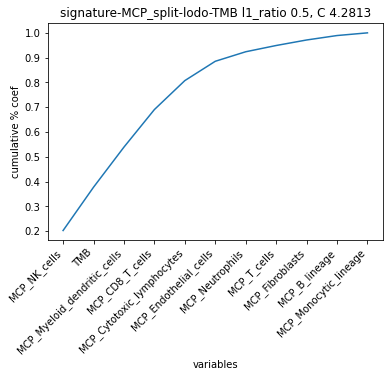 signature-MCP_split-lodo-TMB l1_ratio 0.5, C 4.2813
cumulative % coef
1.0
0.9
0.8
0.7
0.6
0.5
0.4
0.3
0.2
MCP_NK_cells
TMB
MCP_Myeloid_dendritic_cells
MCP_CD8_T_cells
MCP_Cytotoxic_lymphocytes
MCP_Endothelial_cells
MCP_Neutrophils
MCP_T_cells
MCP_Fibroblasts
MCP_B_lineage
MCP_Monocytic_lineage
variables